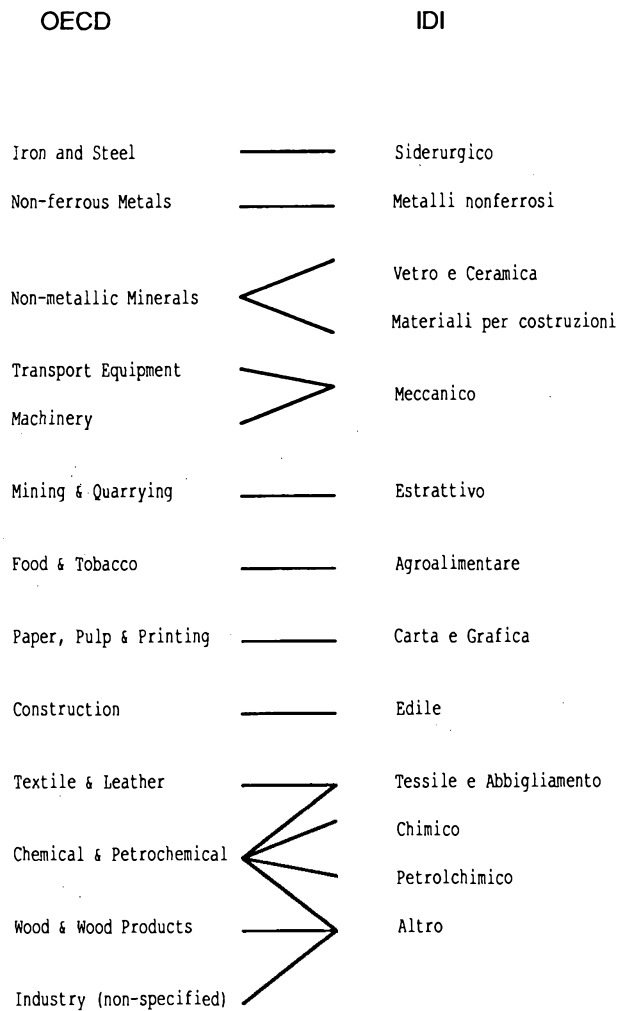 OECD IDI
Iron and Steel Siderurgico
Non-ferrous Metals Metalli nonferrosi
Vetro e Ceramica
Non-metallic Minerals
Materiali per costruzioni
Transport Equipment
Meccanico
Machinery
Mining & Quarrying Estrattivo
Food & Tobacco Agroalimentare
Paper, Pulp & Printing Carta e Grafica
Construction Edile
Textile & Leather Tessile e Abbigliamento
Chimico
Chemical & Petrochemical
Petrolchimico
Wood & Wood Products Altro
Industry (non-specified)